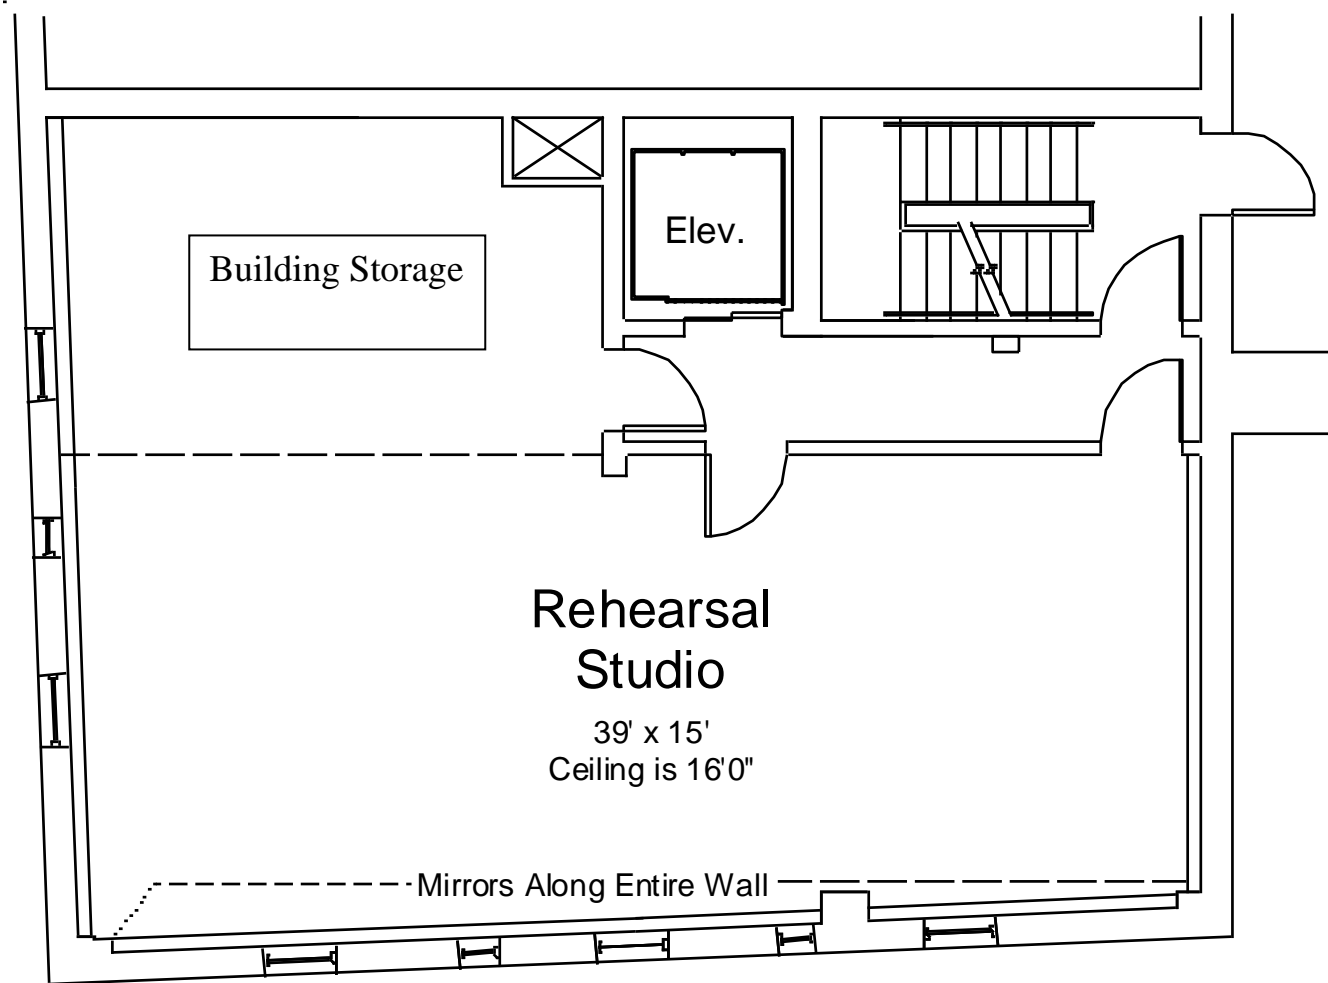 Elev.
Building Storage
Rehearsal
Studio
39' x 15'
Ceiling is 16'0"
Mirrors Along Entire Wall